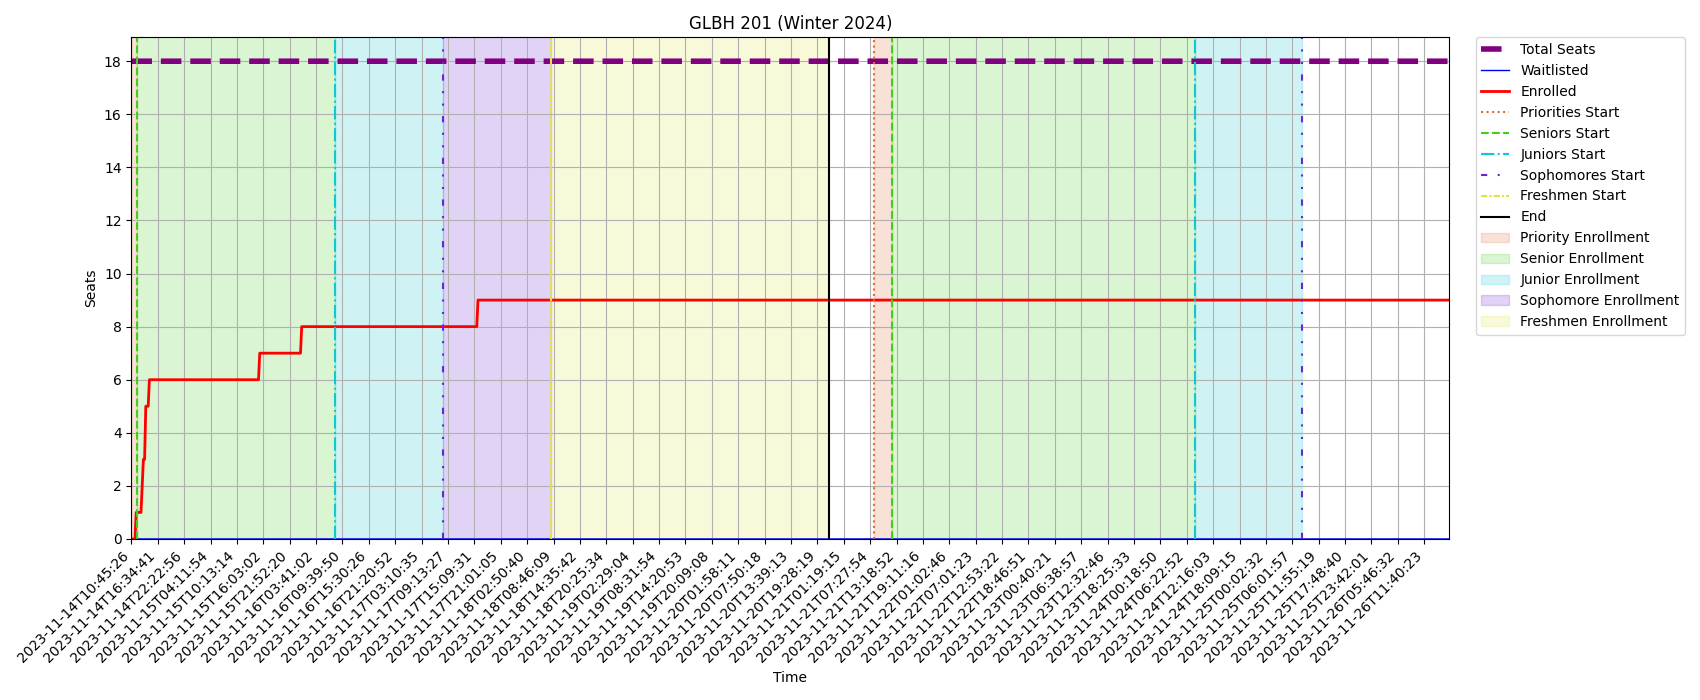 GLBH 201 (Winter 2024)
Seats
18
16
14
12
10
8
6
4
2
0
2023-11-14T10:45:26
2023-11-14T16:34:41
2023-11-14T22:22:56
2023-11-15T04:11:54
2023-11-15T10:13:14
2023-11-15T16:03:02
2023-11-15T21:52:20
2023-11-16T03:41:02
2023-11-16T09:39:50
2023-11-16T15:30:26
2023-11-16T21:20:52
2023-11-17T03:10:35
2023-11-17T09:13:27
2023-11-17T15:09:31
2023-11-17T21:01:05
2023-11-18T02:50:40
2023-11-18T08:46:09
2023-11-18T14:35:42
2023-11-18T20:25:34
2023-11-19T02:29:04
2023-11-19T08:31:54
2023-11-19T14:20:53
2023-11-19T20:09:08
2023-11-20T01:58:11
2023-11-20T07:50:18
2023-11-20T13:39:13
2023-11-20T19:28:19
2023-11-21T01:19:15
2023-11-21T07:27:54
2023-11-21T13:18:52
2023-11-21T19:11:16
2023-11-22T01:02:46
2023-11-22T07:01:23
2023-11-22T12:53:22
2023-11-22T18:46:51
2023-11-23T00:40:21
2023-11-23T06:38:57
2023-11-23T12:32:46
2023-11-23T18:25:33
2023-11-24T00:18:50
2023-11-24T06:22:52
2023-11-24T12:16:03
2023-11-24T18:09:15
2023-11-25T00:02:32
2023-11-25T06:01:57
2023-11-25T11:55:19
2023-11-25T17:48:40
2023-11-25T23:42:01
2023-11-26T05:46:32
2023-11-26T11:40:23
Time
Total Seats
Waitlisted
Enrolled
Priorities Start
Seniors Start
Juniors Start
Sophomores Start
Freshmen Start
End
Priority Enrollment
Senior Enrollment
Junior Enrollment
Sophomore Enrollment
Freshmen Enrollment